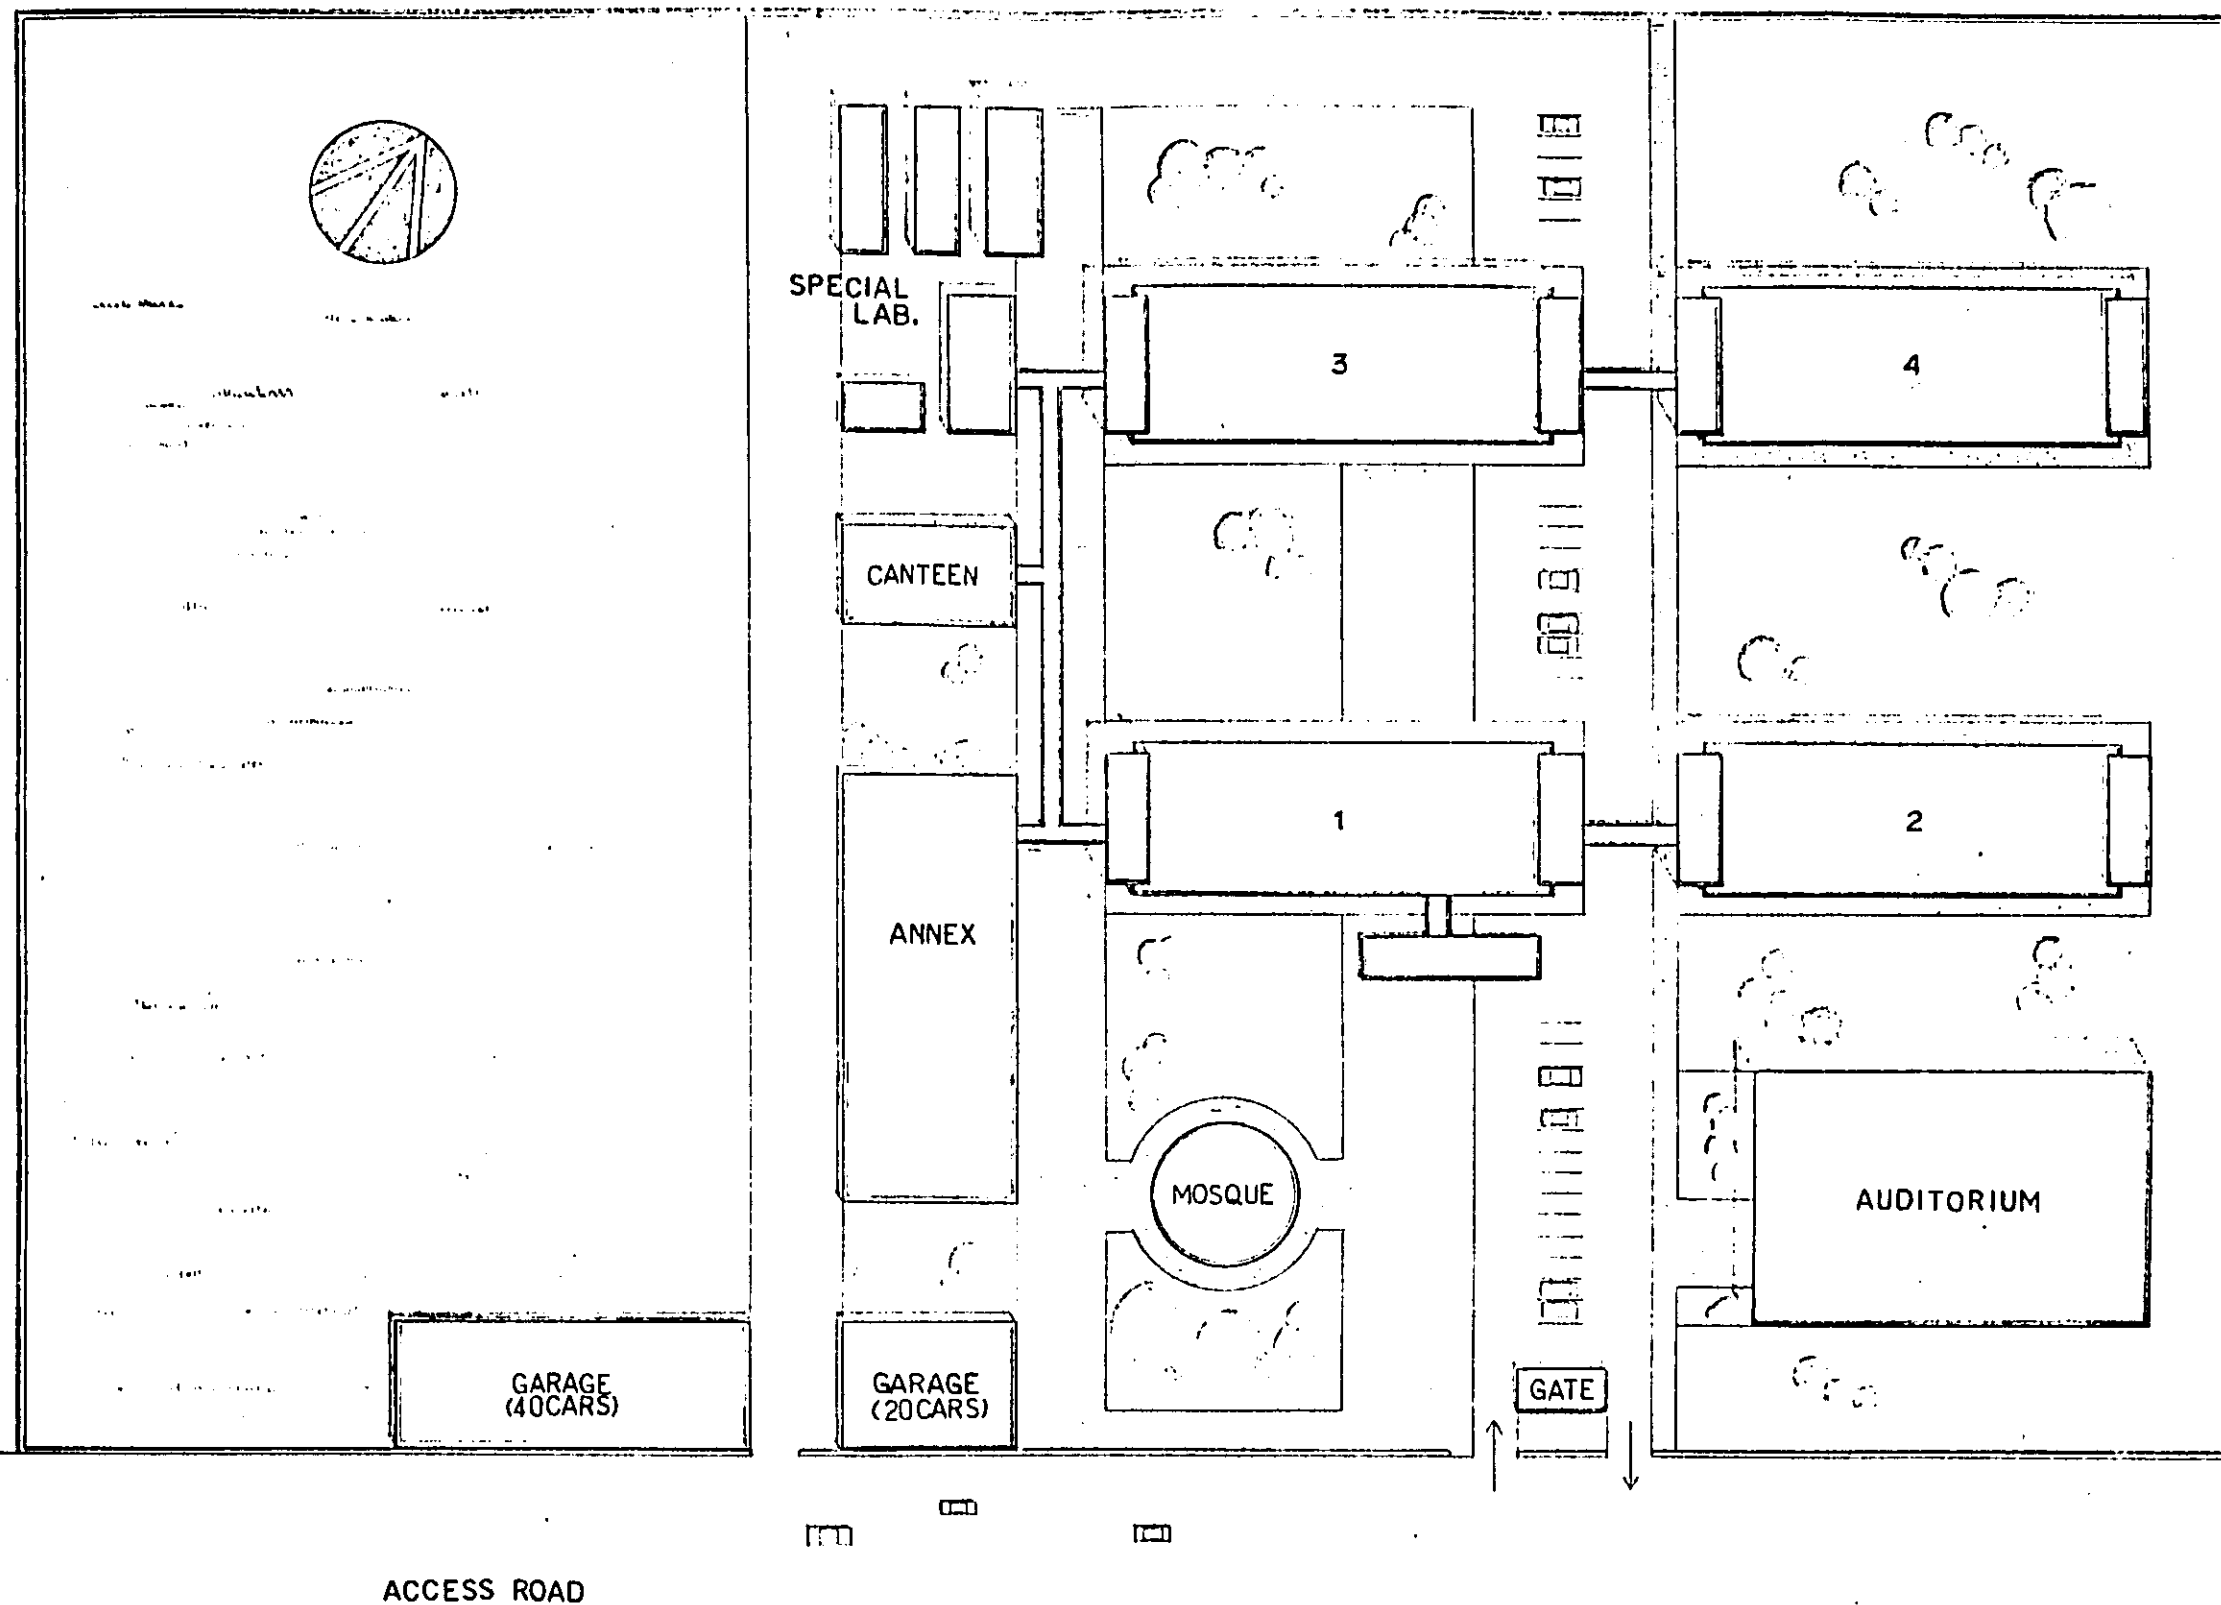 SPECIAL
LAB.
3
4
CANTEEN
1
2
ANNEX
MOSQUE
AUDITORIUM
GARAGE
(40CARS)
GARAGE
(20CARS)
GATE
ACCESS ROAD